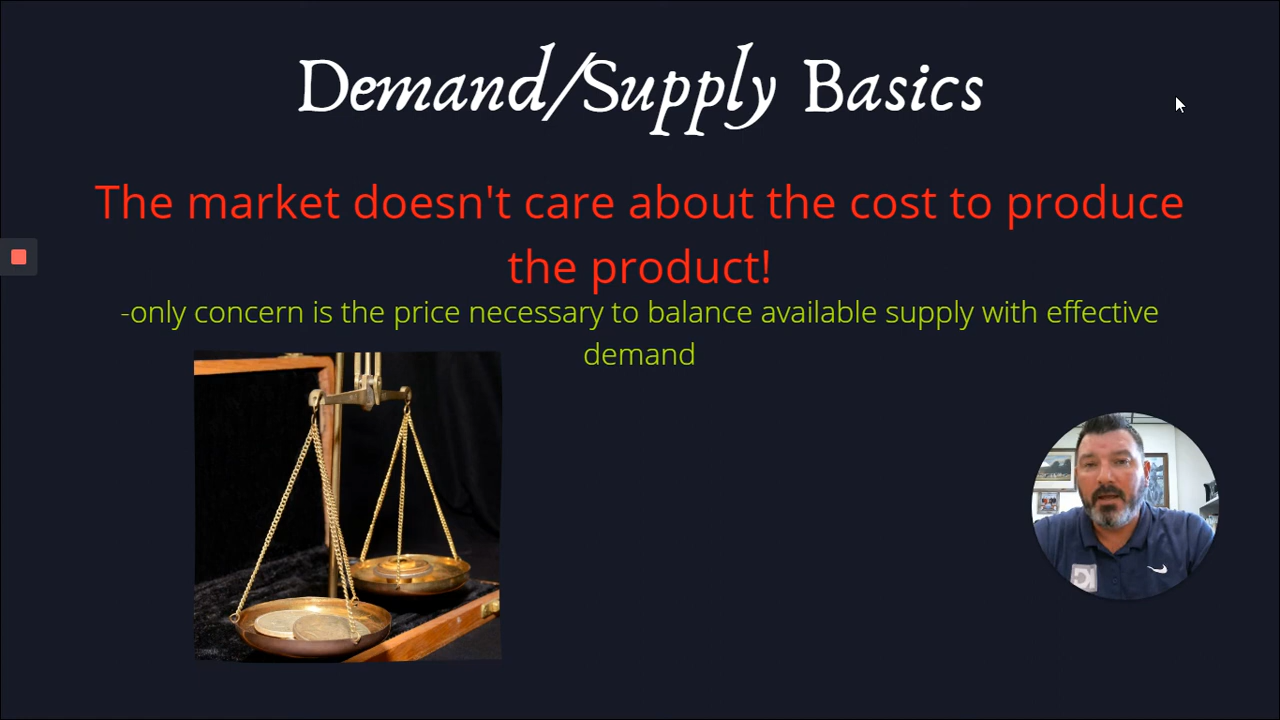 Demand/Supply Basics
The market doesn't care about the cost to produce
the product!
-only concern is the price necessary to balance available supply with effective
demand